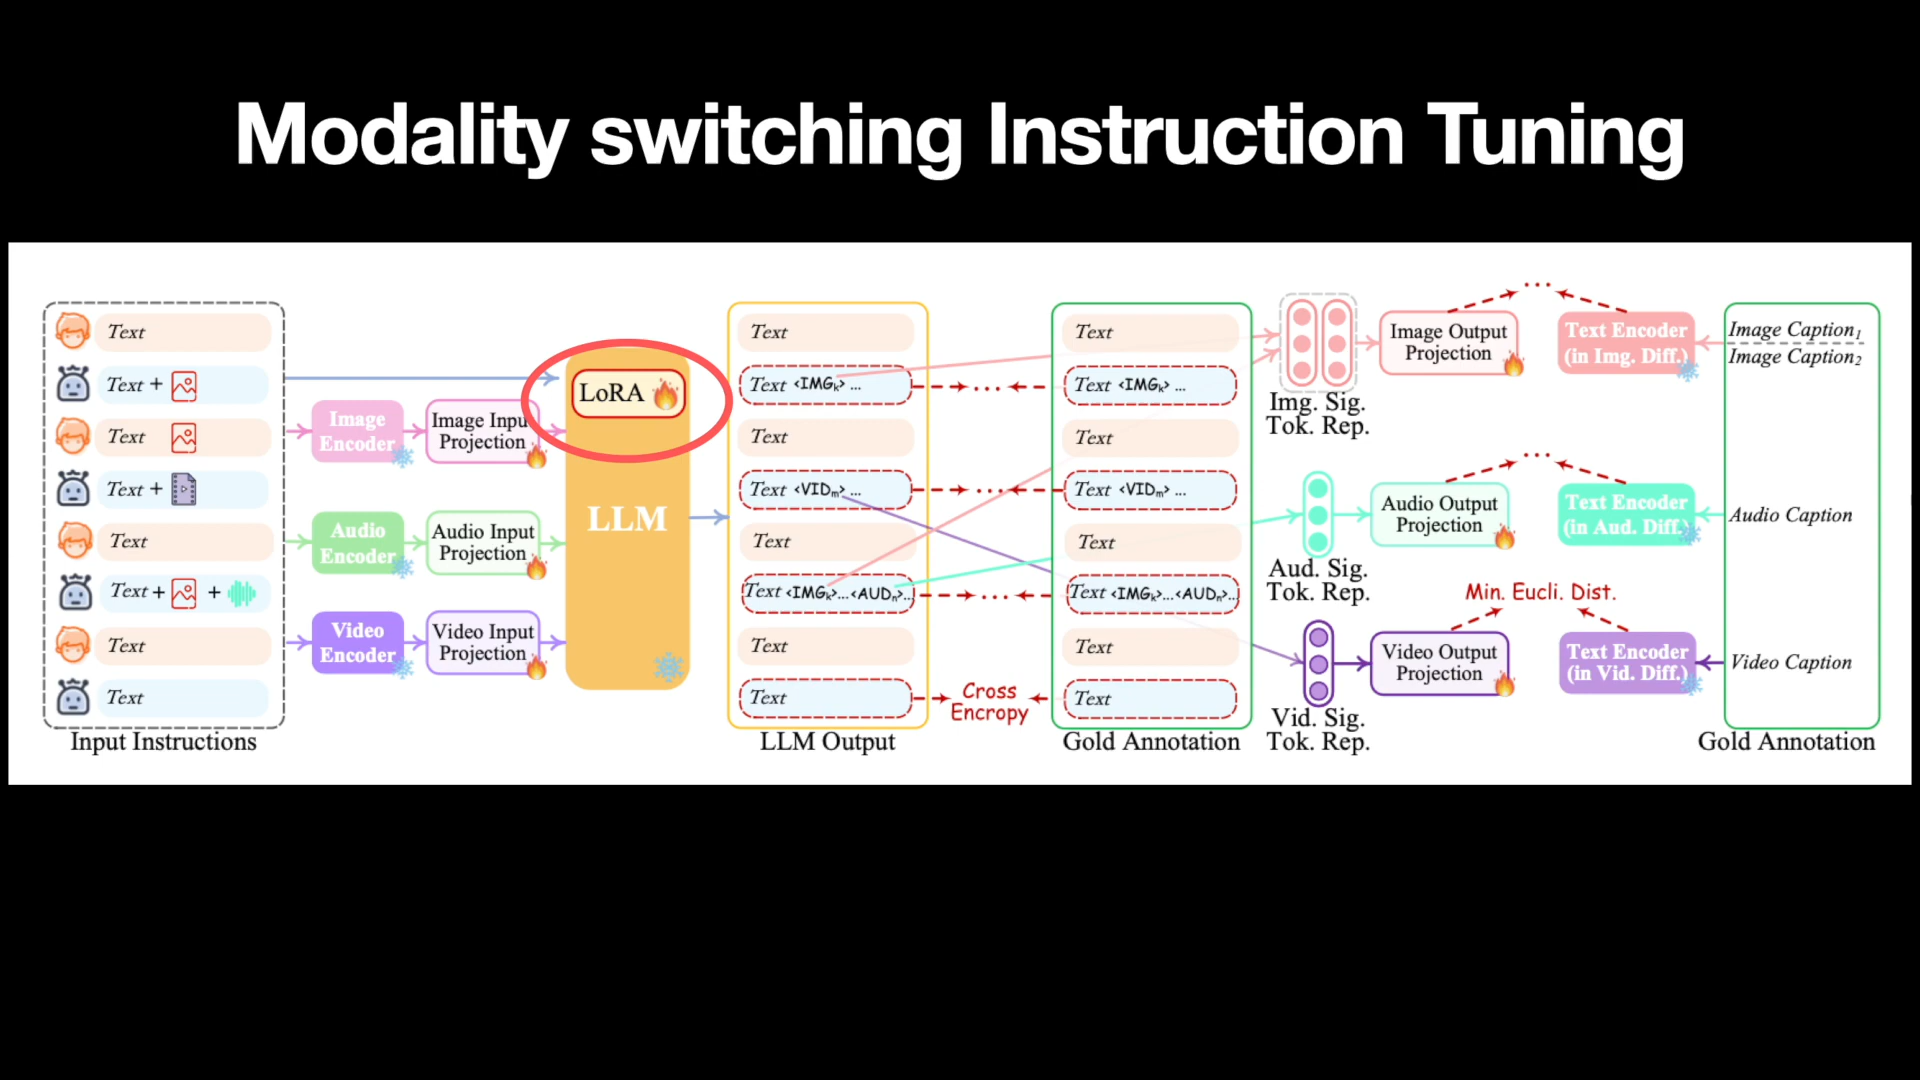 Modality switching Instruction Tuning
Text
Text +
Text
Text +
Text
Text + +
Text
Text
Input Instructions
Image
Encoder
Image Input
Projection
Audio
Encoder
Audio Input
Projection
Video
Encoder
Video Input
Projection
LoRA
LLM
Text
Text <IMGk> ...
Text
Text <VIDm> ...
Text
Text <IMGk>...<AUDn>...
Text
Text
LLM Output
...
...
...
Cross
Encropy
Text
Text <IMGk> ...
Text
Text <VIDm> ...
Text
Text <IMGk>...<AUDn>...
Text
Text
Gold Annotation
Img. Sig.
Tok. Rep.
Image Output
Projection
...
Text Encoder
(in Img. Diff.)
Image Caption1
Image Caption2
Aud. Sig.
Tok. Rep.
Audio Output
Projection
...
Text Encoder
(in Aud. Diff.)
Audio Caption
Vid. Sig.
Tok. Rep.
Video Output
Projection
Min. Eucli. Dist.
Text Encoder
(in Vid. Diff.)
Video Caption
Gold Annotation